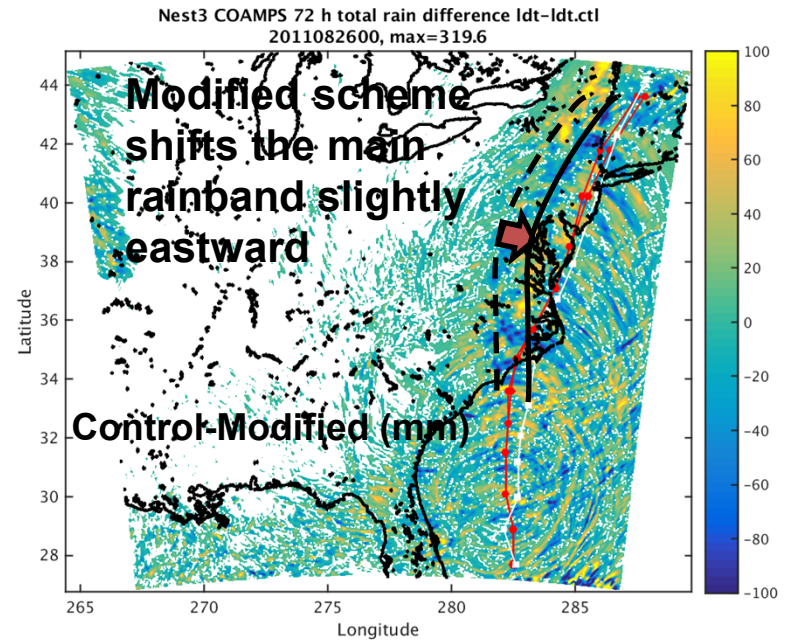 Nest3 COAMPS 72 h total rain difference ldt-ldt.ctl
2011082600, max=319.6
Modified scheme
shifts the main
rainband slightly
eastward
Control-Modified (mm)
Latitude
44
42
40
38
36
34
32
30
28
265
270
275
280
285
Longitude
100
80
60
40
20
0
-20
-40
-60
-80
-100